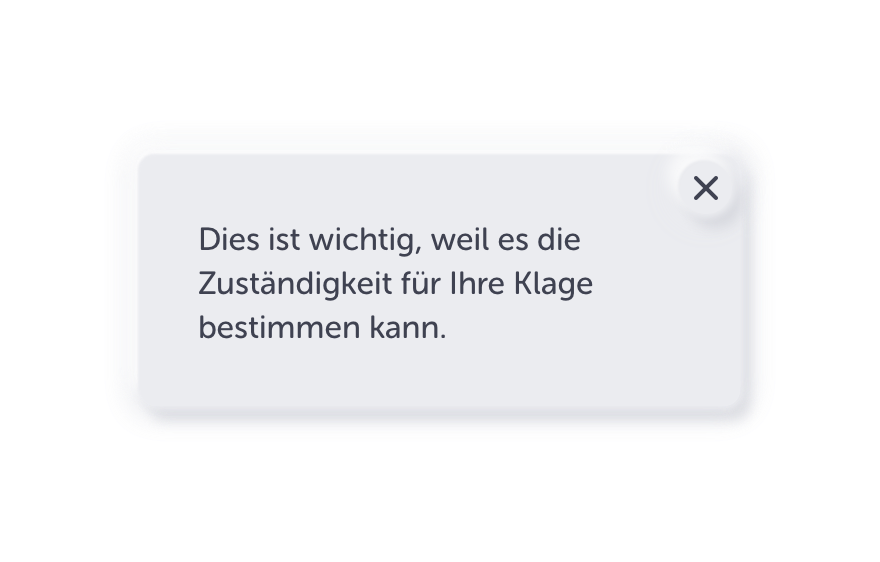 Dies ist wichtig, weil es die
Zuständigkeit für Ihre Klage
bestimmen kann.